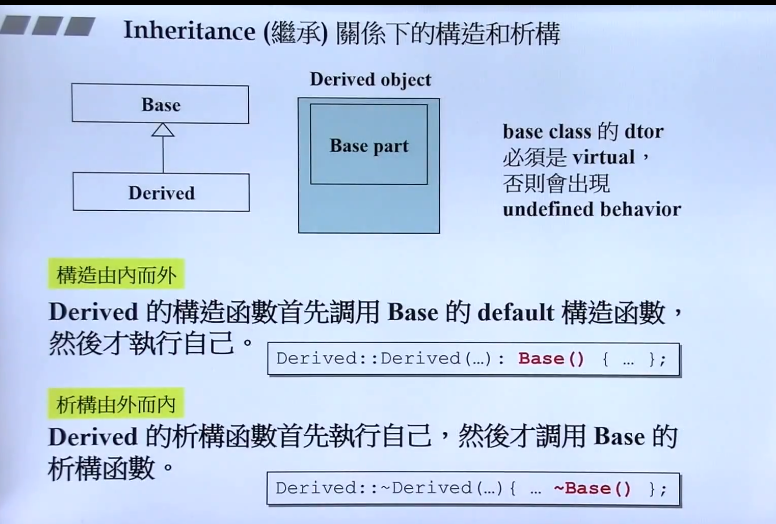 Inheritance (繼承) 關係下的構造和析構
Base
Derived
Derived object
Base part
base class 的 dtor
必須是 virtual，
否則會出現
undefined behavior
構造由內而外
Derived 的構造函數首先調用 Base 的 default 構造函數，
然後才執行自己。
Derived::Derived(…): Base() { … };
析構由外而內
Derived 的析構函數首先執行自己，然後才調用 Base 的
析構函數。
Derived::~Derived(…){ … ~Base() };